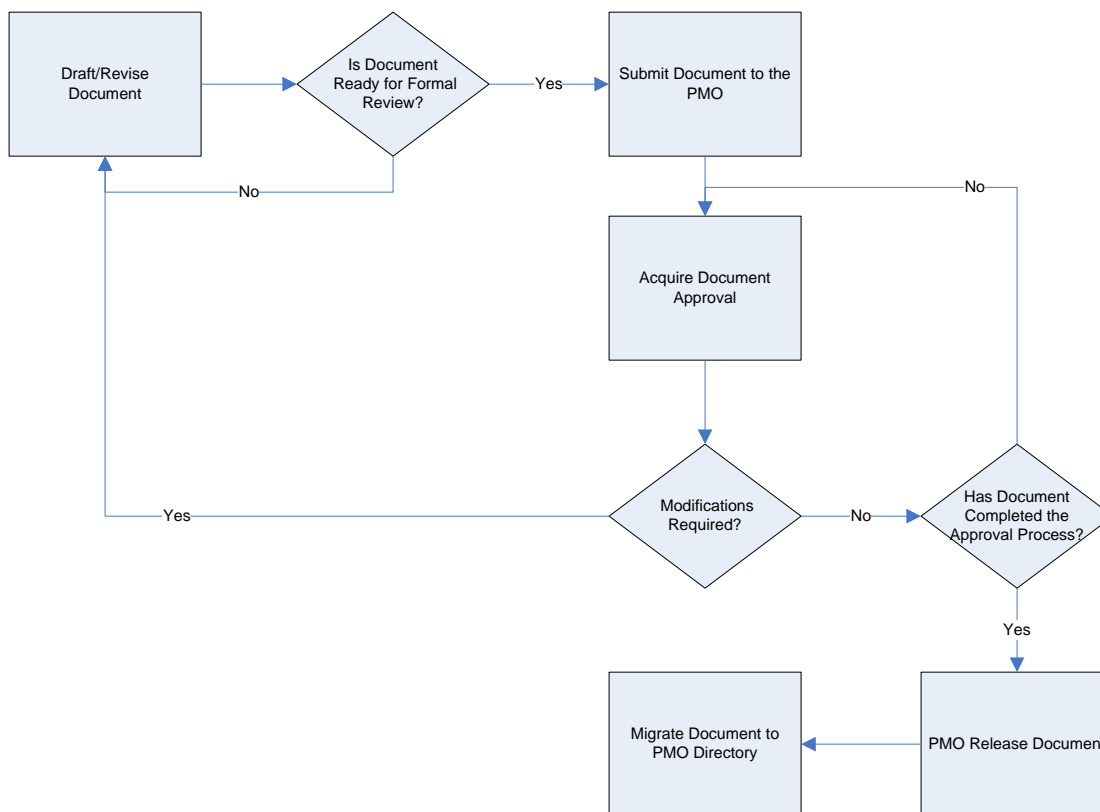 Draft/Revise
Document
Is Document
Ready for Formal
Review?
Yes
Submit Document to the
PMO
No
No
Acquire Document
Approval
Yes
Modifications
Required?
No
Has Document
Completed the
Approval Process?
Yes
Migrate Document to
PMO Directory
PMO Release Document